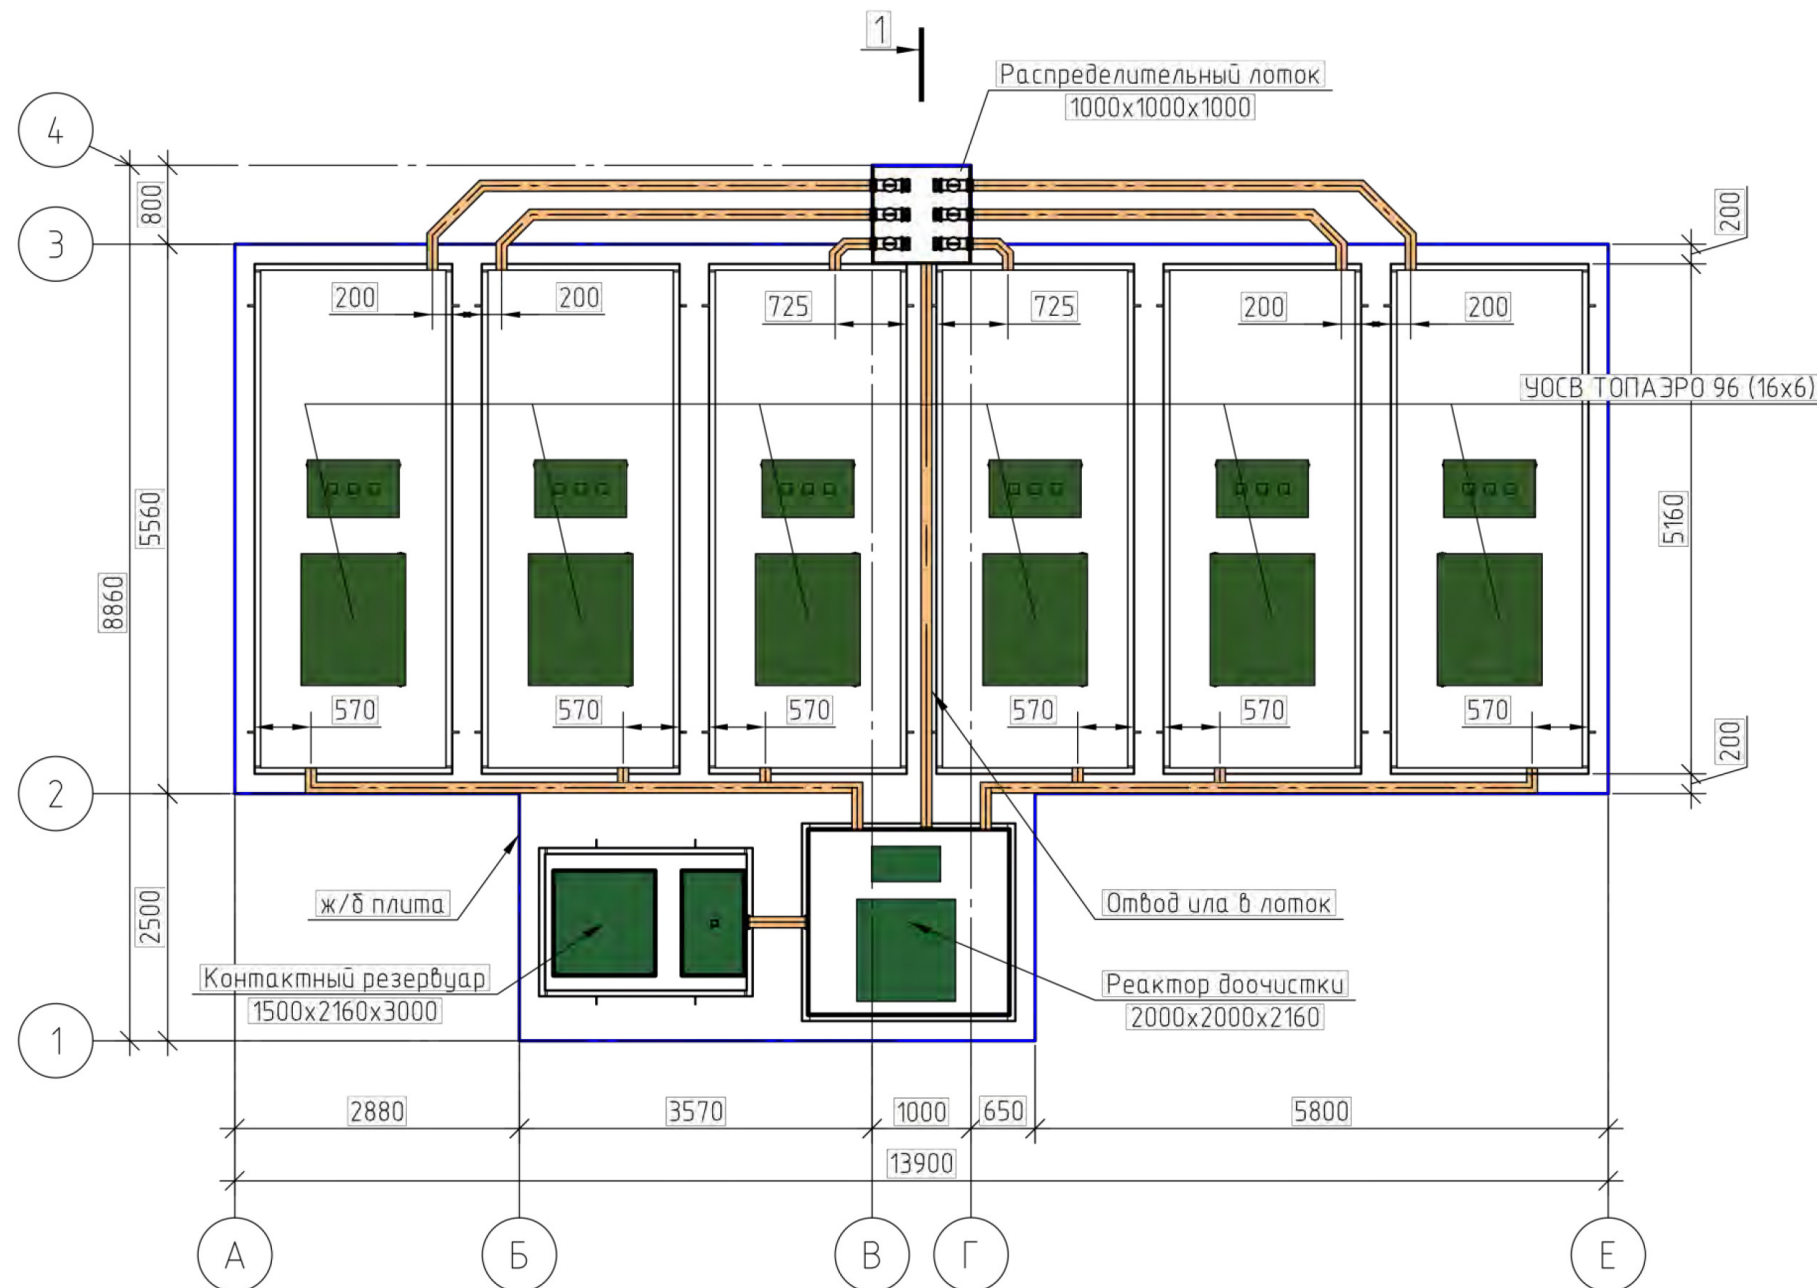 1
Распределительный лоток
1000х1000х1000
4
800
3
200
200
200
725
725
200
200
УОСВ ТОПАЭРО 96 (16х6)
5560
5160
8860
570
570
570
570
570
570
200
2
ж/б плита
Отвод ила в лоток
2500
Контактный резервуар
1500х2160х3000
Реактор доочистки
2000х2000х2160
1
2880
3570
1000
650
5800
13900
А
Б
В
Г
Е